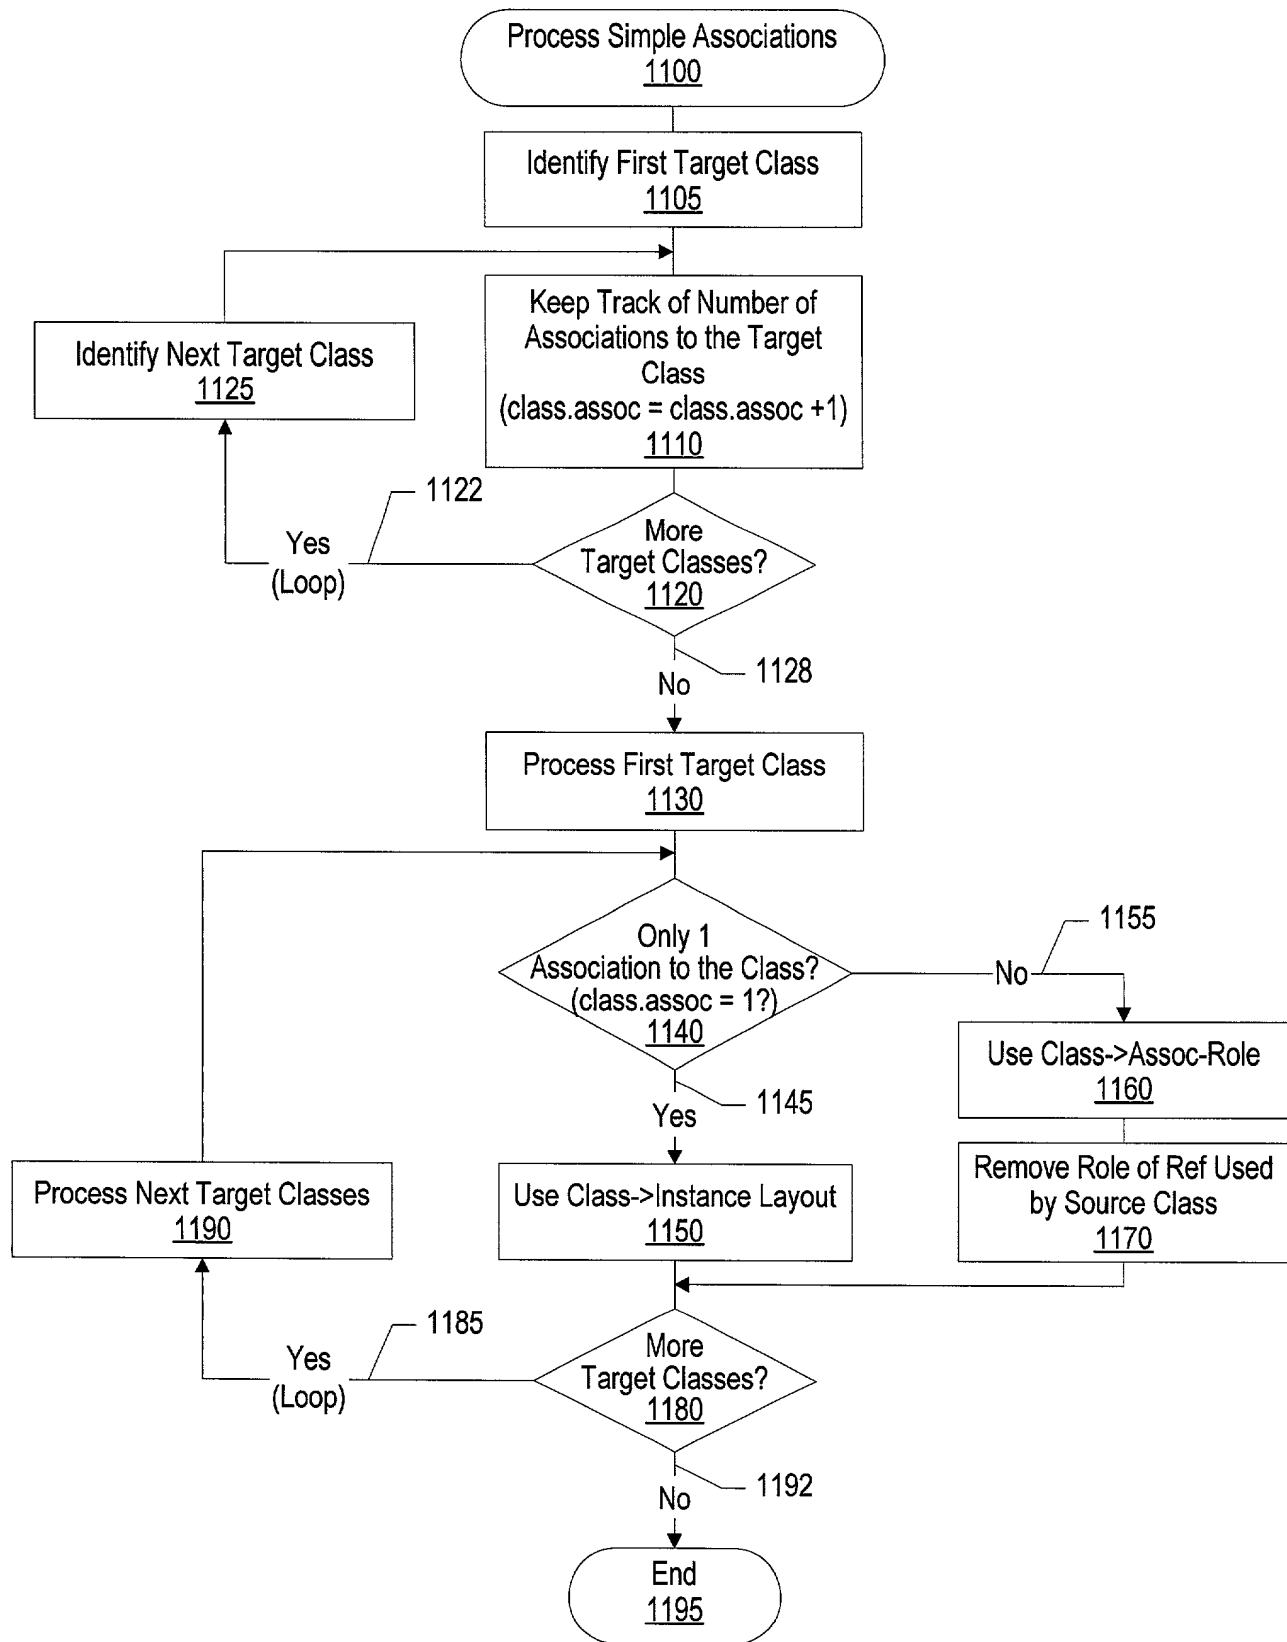 Process Simple Associations
1100
Identify First Target Class
1105
Keep Track of Number of
Associations to the Target
Class
(class.assoc = class.assoc +1)
1110
Identify Next Target Class
1125
1122
Yes
(Loop)
More
Target Classes?
1120
1128
No
Process First Target Class
1130
Only 1
Association to the Class?
(class.assoc = 1?)
1140
1155
No
Use Class->Assoc-Role
1160
1145
Yes
Remove Role of Ref Used
by Source Class
1170
Process Next Target Classes
1190
Use Class->Instance Layout
1150
1185
Yes
(Loop)
More
Target Classes?
1180
1192
No
End
1195